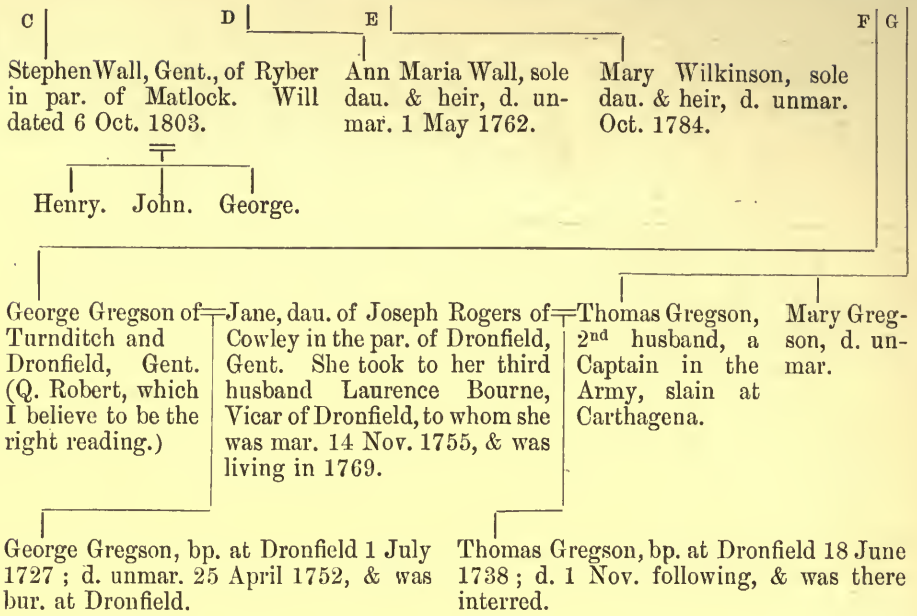 C D E F G
Stephen Wall, Gent., of Ryber
in par. of Matlock. Will
dated 6 Oct. 1803.
Ann Maria Wall, sole
dau. & heir, d. un-
mar. 1 May 1762.
Mary Wilkinson, sole
dau. & heir, d. unmar.
Oct. 1784.
Henry. John. George.
George Gregson of
Turnditch and
Dronfield, Gent.
(Q. Robert, which
I believe to be the
right reading.)
Jane, dau. of Joseph Rogers of
Cowley in the par. of Dronfield,
Gent. She took to her third
husband Laurence Bourne,
Vicar of Dronfield, to whom she
was mar. 14 Nov. 1755, & was
living in 1769.
Thomas Gregson,
2nd husband, a
Captain in the
Army, slain at
Carthagena.
Mary Greg-
son, d. un-
mar.
George Gregson, bp. at Dronfield 1 July
1727 ; d. unmar. 25 April 1752, & was
bur. at Dronfield.
Thomas Gregson, bp. at Dronfield 18 June
1738 ; d. 1 Nov. following, & was there
interred.